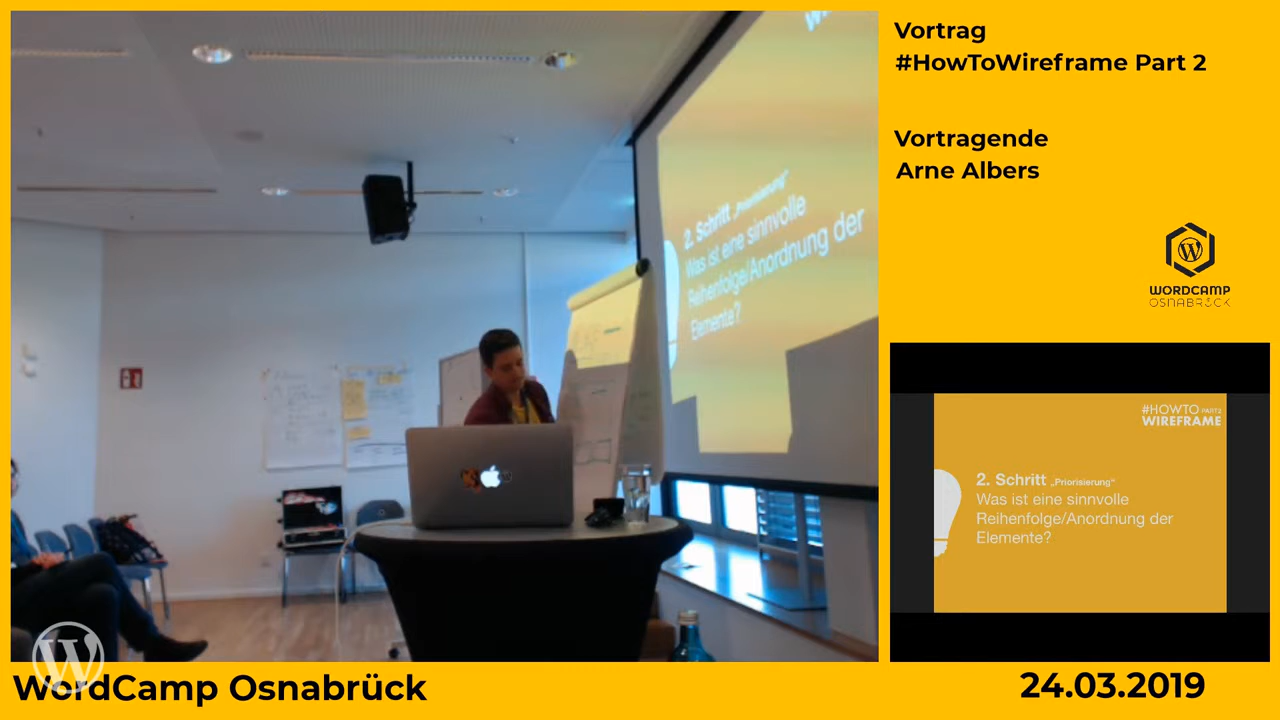 Vortrag
#HowToWireframe Part 2
Vortragende
Arne Albers
WORDCAMP
OSNABRÜCK
2. Schritt „Priorisierung“
Was ist eine sinnvolle
Reihenfolge/Anordnung der
Elemente?
#HOWTO PART2
WIREFRAME
2. Schritt „Priorisierung“
Was ist eine sinnvolle
Reihenfolge/Anordnung der
Elemente?
WordCamp Osnabrück
24.03.2019